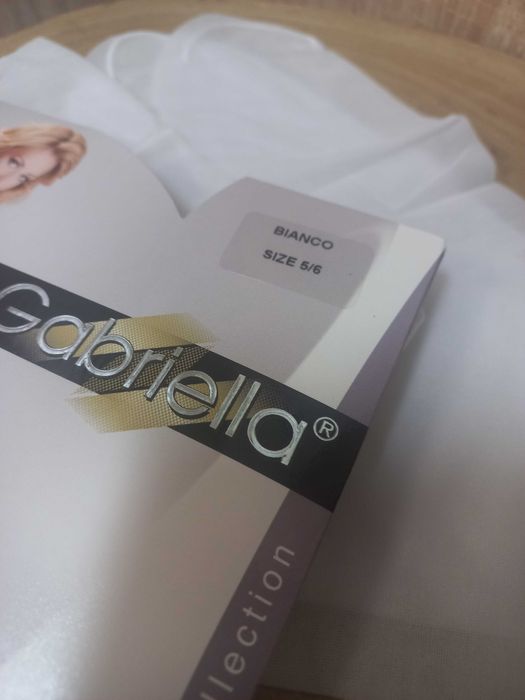 BIANCO
SIZE 5/6
Gabriella®
llection